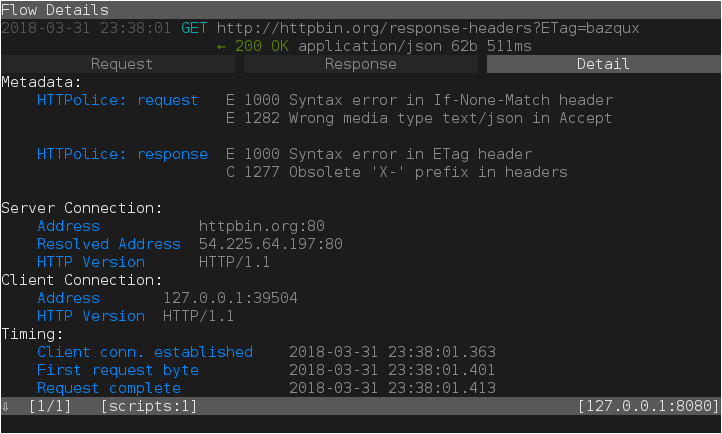 Flow Details
2018-03-31 23:38:01 GET http://httpbin.org/response-headers?ETag=bazqux
← 200 OK application/json 62b 511ms
Request Response Detail
Metadata:
HTTPolice: request E 1000 Syntax error in If-None-Match header
E 1282 Wrong media type text/json in Accept
HTTPolice: response E 1000 Syntax error in ETag header
C 1277 Obsolete 'X-' prefix in headers
Server Connection:
Address httpbin.org:80
Resolved Address 54.225.64.197:80
HTTP Version HTTP/1.1
Client Connection:
Address 127.0.0.1:39504
HTTP Version HTTP/1.1
Timing:
Client conn. established 2018-03-31 23:38:01.363
First request byte 2018-03-31 23:38:01.401
Request complete 2018-03-31 23:38:01.413
⇩ [1/1] [scripts:1] [127.0.0.1:8080]